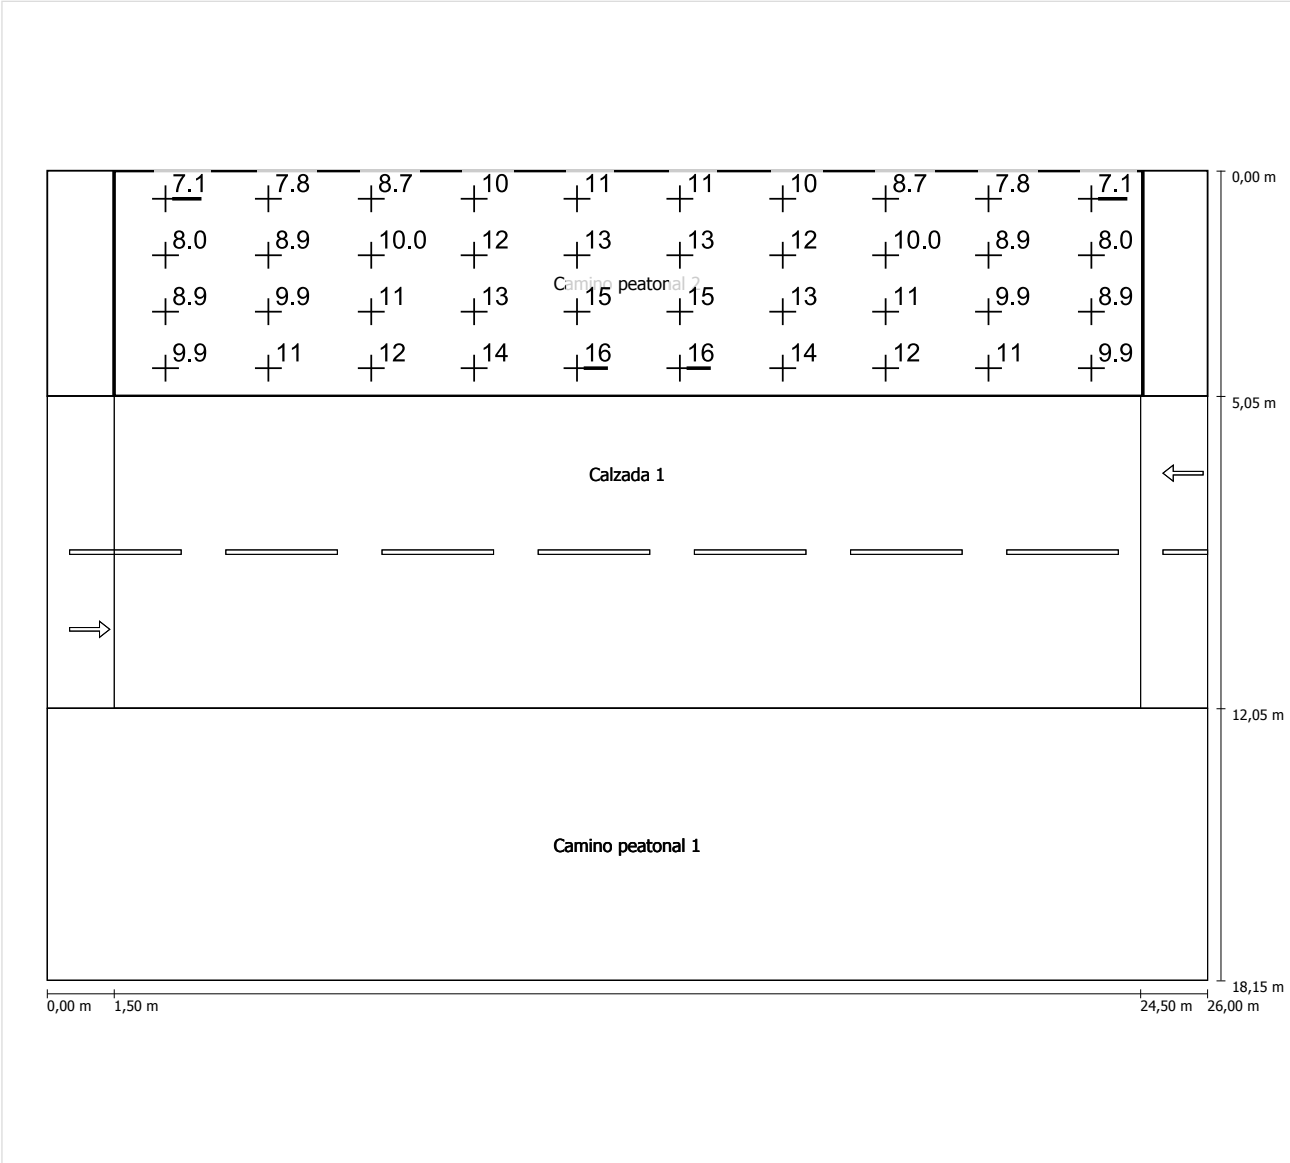 7.1 7.8 8.7 10 11 11 10 8.7 7.8 7.1
0,00 m
8.0 8.9 10.0 12 13 13 12 10.0 8.9 8.0
Camino peatonal 2
8.9 9.9 11 13 15 15 13 11 9.9 8.9
9.9 11 12 14 16 16 14 12 11 9.9
5,05 m
Calzada 1
12,05 m
Camino peatonal 1
18,15 m
0,00 m 1,50 m 24,50 m 26,00 m